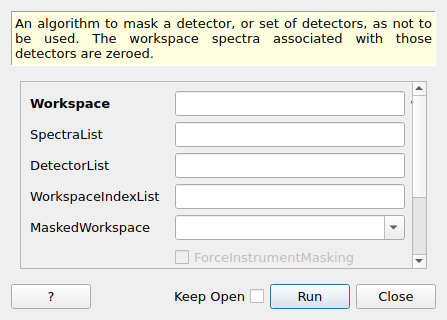 An algorithm to mask a detector, or set of detectors, as not to
be used. The workspace spectra associated with those
detectors are zeroed.
Workspace
SpectraList
DetectorList
WorkspaceIndexList
MaskedWorkspace
ForceInstrumentMasking
? Keep Open Run Close